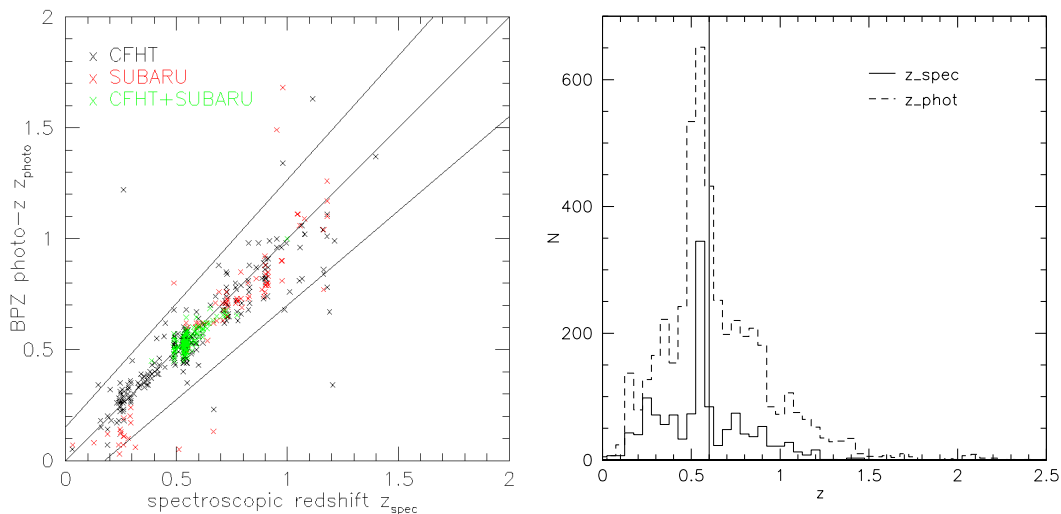 2
1.5
1
0.5
0
× CFHT
× SUBARU
× CFHT+SUBARU
BPZ photo-z z_photo
0 0.5 1 1.5 2
spectroscopic redshift z_spec
600
400
200
0
N
z_spec
z_phot
0 0.5 1 1.5 2 2.5
z